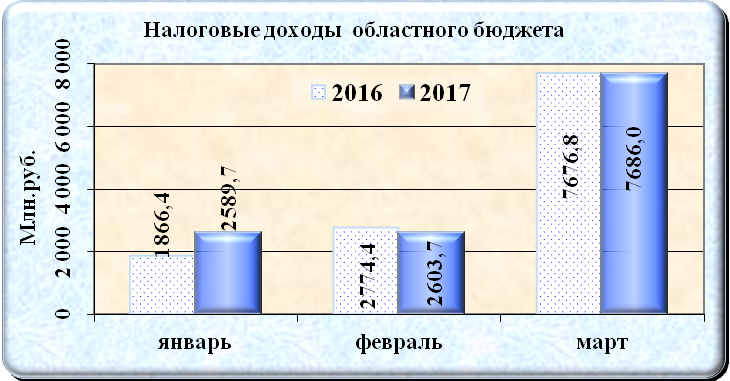 Налоговые доходы областного бюджета
Млн.руб.
8 000
6 000
4 000
2 000
0
2016
2017
1866,4
2589,7
2774,4
2603,7
7676,8
7686,0
январь
февраль
март